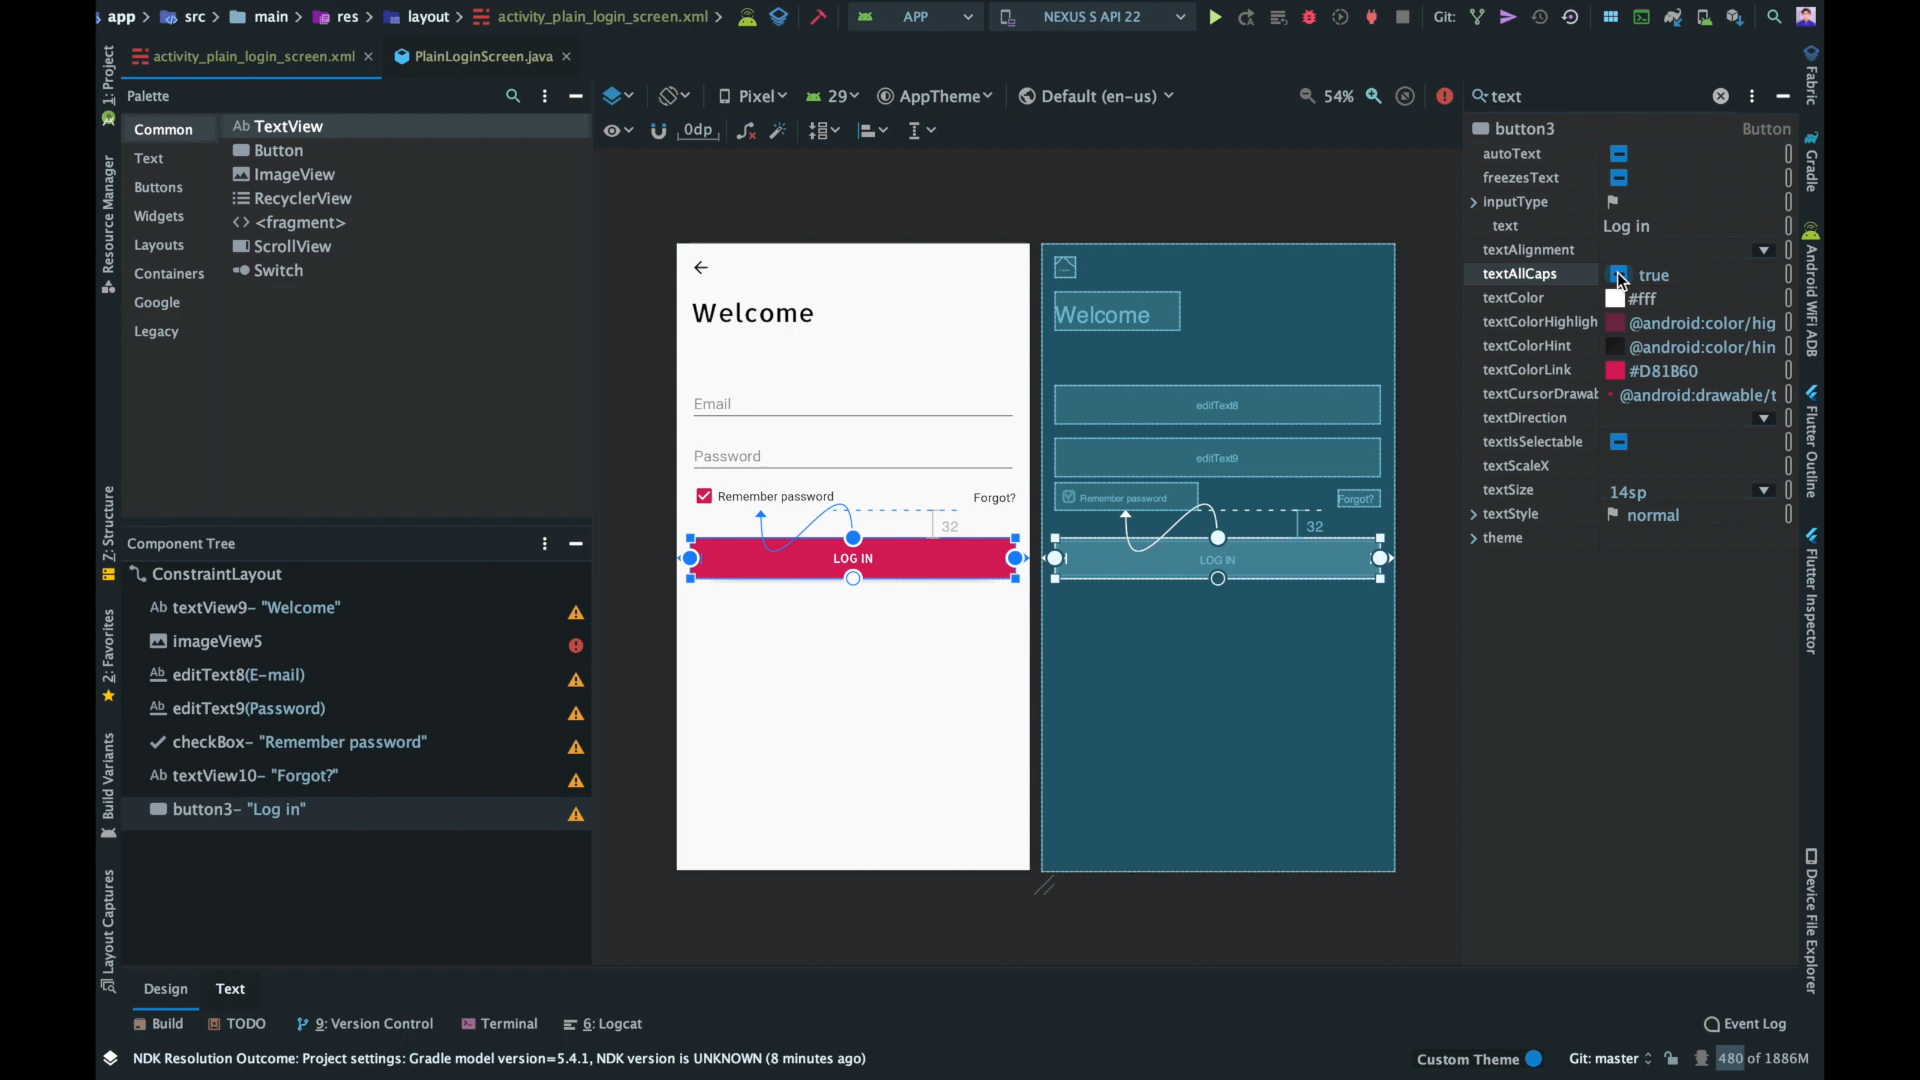 app src main res layout activity_plain_login_screen.xml APP NEXUS S API 22 Git:
activity_plain_login_screen.xml PlainLoginScreen.java
Palette
Common
Text
Buttons
Widgets
Layouts
Containers
Google
Legacy
Ab TextView
Button
ImageView
RecyclerView
<fragment>
ScrollView
Switch
Pixel 29 AppTheme Default (en-us) 54%
0dp
Welcome
Email
Password
Remember password Forgot?
32
LOG IN
Welcome
editText8
editText9
Remember password Forgot?
32
LOG IN
text
button3 Button
autoText
freezesText
inputType
text Log in
textAlignment
textAllCaps true
textColor #fff
textColorHighligh @android:color/hig
textColorHint @android:color/hin
textColorLink #D81B60
textCursorDrawab @android:drawable/t
textDirection
textIsSelectable
textScaleX
textSize 14sp
textStyle normal
theme
Component Tree
ConstraintLayout
Ab textView9- "Welcome"
imageView5
Ab editText8(E-mail)
Ab editText9(Password)
checkBox- "Remember password"
Ab textView10- "Forgot?"
button3- "Log in"
Design Text
Build TODO 9: Version Control Terminal 6: Logcat Event Log
NDK Resolution Outcome: Project settings: Gradle model version=5.4.1, NDK version is UNKNOWN (8 minutes ago) Custom Theme Git: master 480 of 1886M
1: Project
Resource Manager
Z: Structure
2: Favorites
Build Variants
Layout Captures
Fabric
Gradle
Android WiFi ADB
Flutter Outline
Flutter Inspector
Device File Explorer